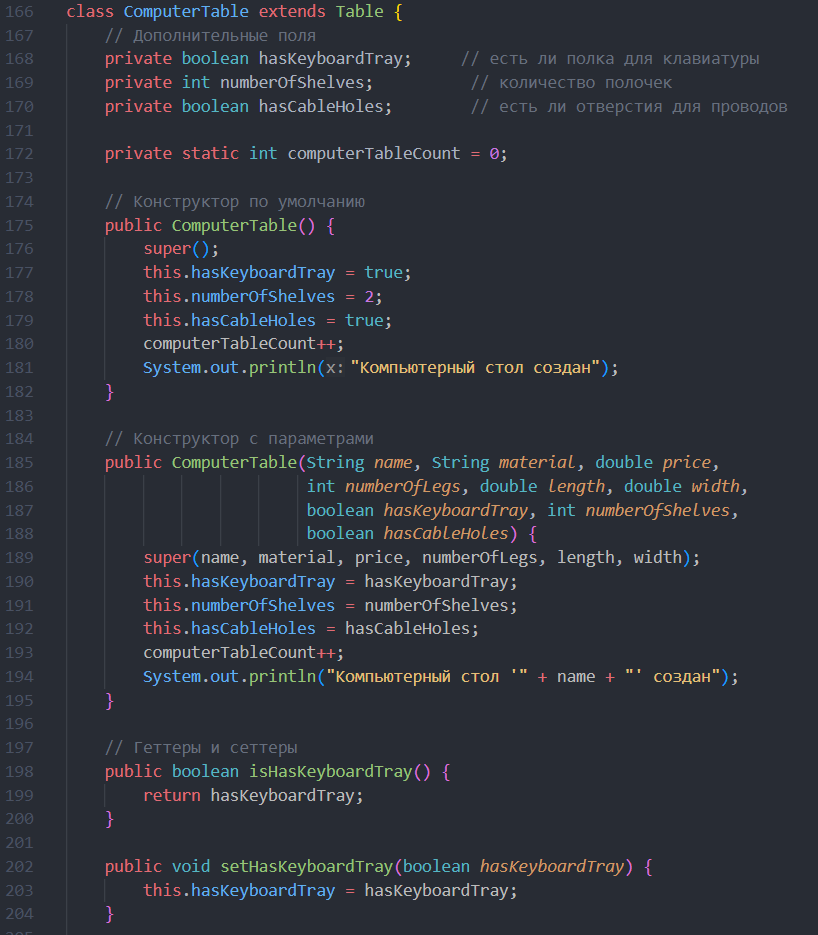 166 class ComputerTable extends Table {
167 // Дополнительные поля
168 private boolean hasKeyboardTray; // есть ли полка для клавиатуры
169 private int numberOfShelves; // количество полочек
170 private boolean hasCableHoles; // есть ли отверстия для проводов
171
172 private static int computerTableCount = 0;
173
174 // Конструктор по умолчанию
175 public ComputerTable() {
176 super();
177 this.hasKeyboardTray = true;
178 this.numberOfShelves = 2;
179 this.hasCableHoles = true;
180 computerTableCount++;
181 System.out.println(x: "Компьютерный стол создан");
182 }
183
184 // Конструктор с параметрами
185 public ComputerTable(String name, String material, double price,
186 int numberOfLegs, double length, double width,
187 boolean hasKeyboardTray, int numberOfShelves,
188 boolean hasCableHoles) {
189 super(name, material, price, numberOfLegs, length, width);
190 this.hasKeyboardTray = hasKeyboardTray;
191 this.numberOfShelves = numberOfShelves;
192 this.hasCableHoles = hasCableHoles;
193 computerTableCount++;
194 System.out.println("Компьютерный стол '" + name + "' создан");
195 }
196
197 // Геттеры и сеттеры
198 public boolean isHasKeyboardTray() {
199 return hasKeyboardTray;
200 }
201
202 public void setHasKeyboardTray(boolean hasKeyboardTray) {
203 this.hasKeyboardTray = hasKeyboardTray;
204 }